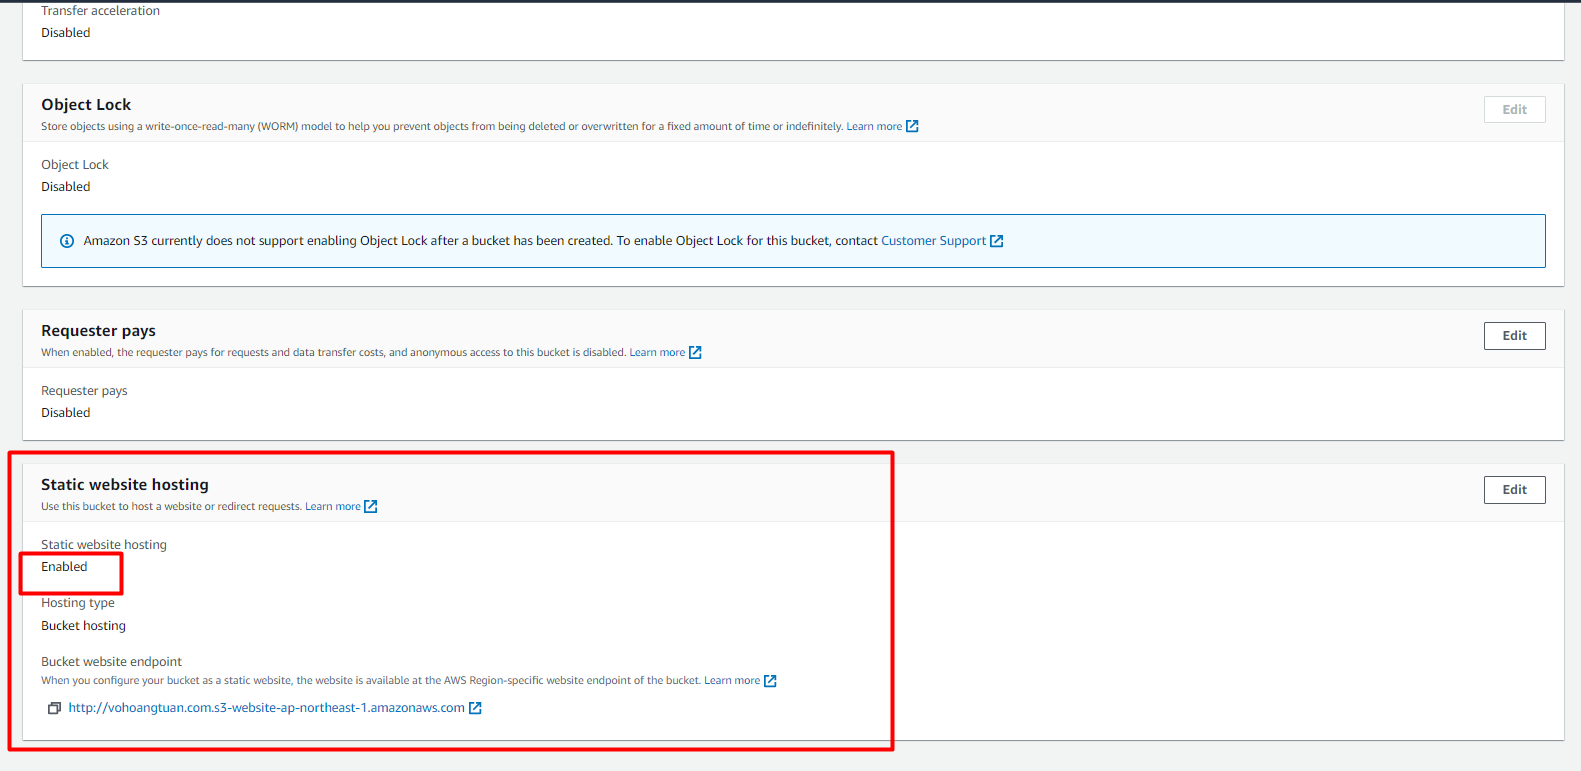 Transfer acceleration
Disabled
Object Lock
Edit
Store objects using a write-once-read-many (WORM) model to help you prevent objects from being deleted or overwritten for a fixed amount of time or indefinitely. Learn more
Object Lock
Disabled
Amazon S3 currently does not support enabling Object Lock after a bucket has been created. To enable Object Lock for this bucket, contact Customer Support
Requester pays
Edit
When enabled, the requester pays for requests and data transfer costs, and anonymous access to this bucket is disabled. Learn more
Requester pays
Disabled
Static website hosting
Edit
Use this bucket to host a website or redirect requests. Learn more
Static website hosting
Enabled
Hosting type
Bucket hosting
Bucket website endpoint
When you configure your bucket as a static website, the website is available at the AWS Region-specific website endpoint of the bucket. Learn more
http://vohoangtuan.com.s3-website-ap-northeast-1.amazonaws.com